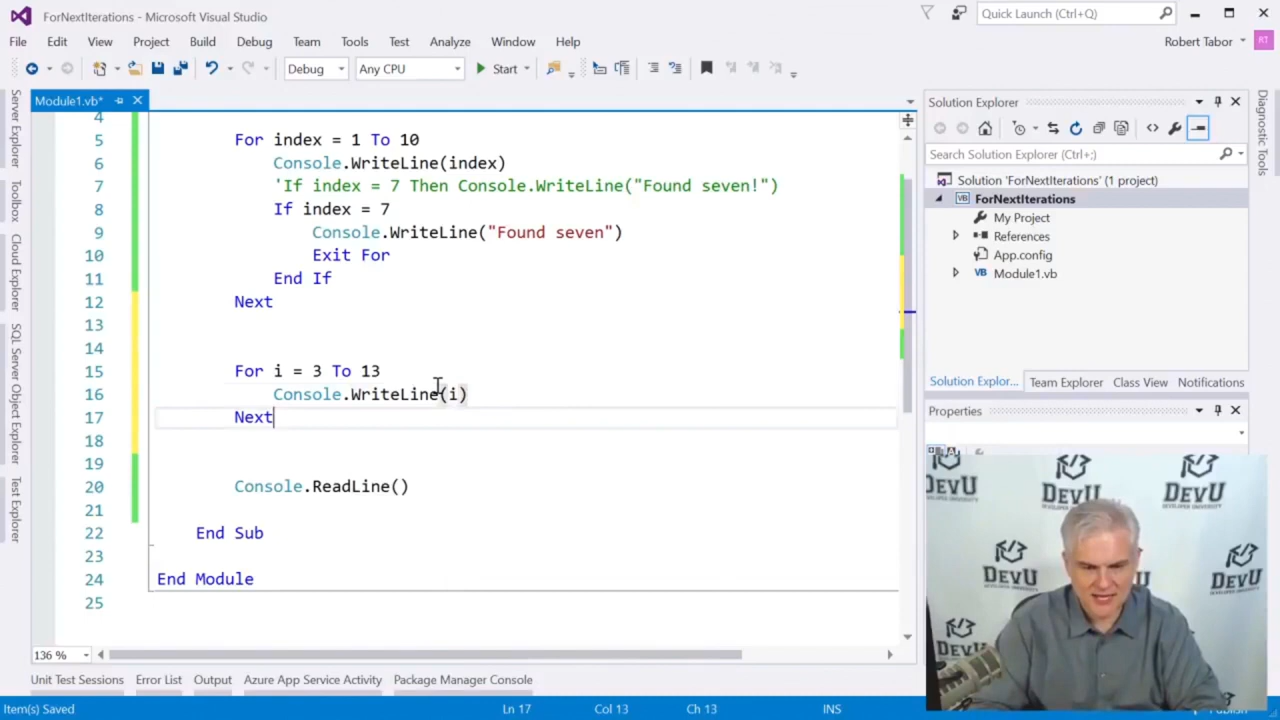 ForNextIterations - Microsoft Visual Studio
Quick Launch (Ctrl+Q)
File Edit View Project Build Debug Team Tools Test Analyze Window Help
Robert Tabor RT
Debug Any CPU Start
Module1.vb*
Server Explorer
Toolbox
Cloud Explorer
SQL Server Object Explorer
Test Explorer
4
5 For index = 1 To 10
6 Console.WriteLine(index)
7 'If index = 7 Then Console.WriteLine("Found seven!")
8 If index = 7
9 Console.WriteLine("Found seven")
10 Exit For
11 End If
12 Next
13
14
15 For i = 3 To 13
16 Console.WriteLine(i)
17 Next
18
19
20 Console.ReadLine()
21
22 End Sub
23
24 End Module
25
136 %
Solution Explorer
Search Solution Explorer (Ctrl+;)
Solution 'ForNextIterations' (1 project)
VB ForNextIterations
My Project
References
App.config
VB Module1.vb
Solution Explor... Team Explorer Class View Notifications
Properties
Diagnostic Tools
DEVU DEVU
DEVELOPER UNIVERSITY
DEVU DEVU
Unit Test Sessions Error List Output Azure App Service Activity Package Manager Console
Item(s) Saved Ln 17 Col 13 Ch 13 INS Publish